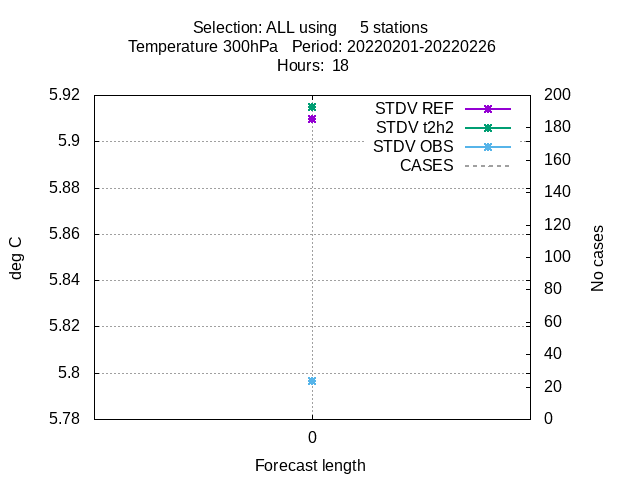 Selection: ALL using     5 stations
Temperature 300hPa   Period: 20220201-20220226
Hours:  18
5.92
5.9
5.88
5.86
5.84
5.82
5.8
5.78
deg C
200
180
160
140
120
100
80
60
40
20
0
No cases
STDV REF
STDV t2h2
STDV OBS
CASES
0
Forecast length